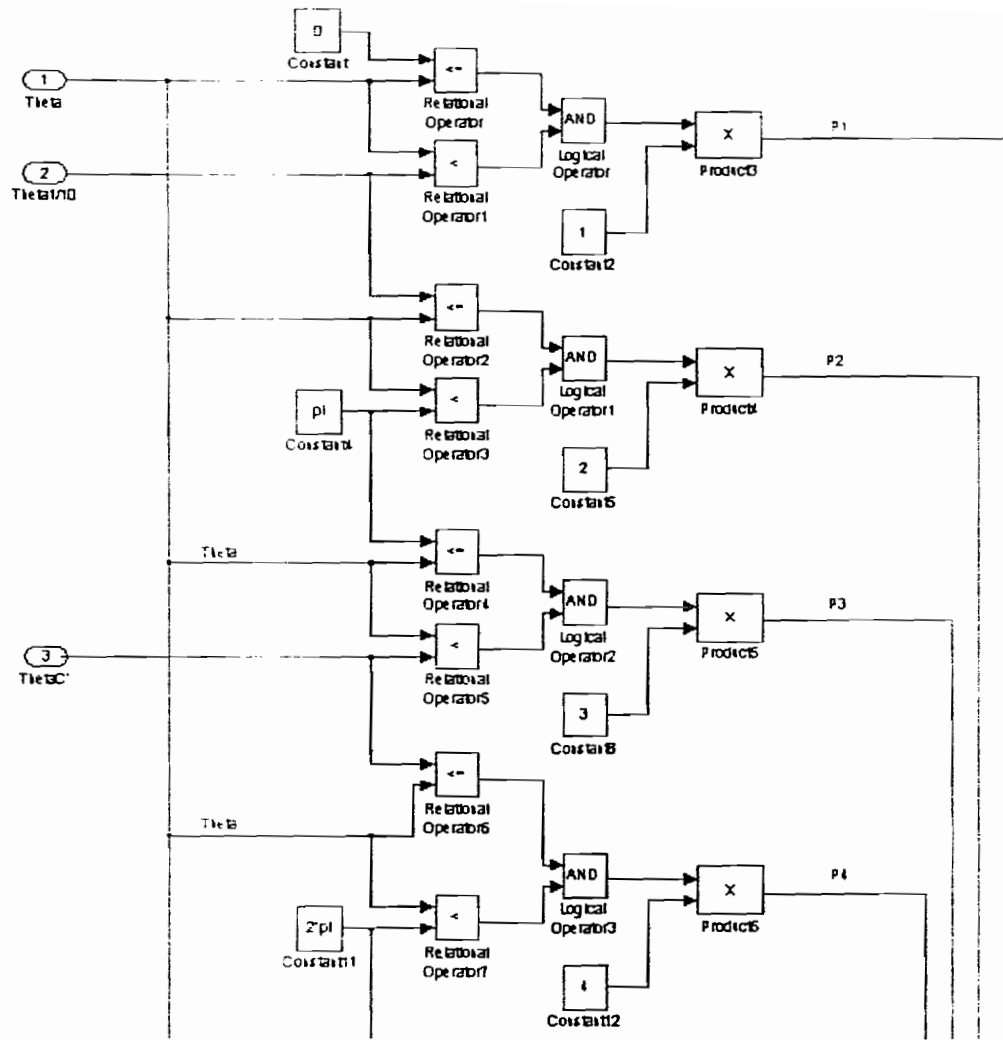 0
Constant
1
Theta
<=
Relational
Operator
AND
Logical
Operator
X
Product3
P1
2
Theta1/10
<
Relational
Operator1
1
Constant2
<=
Relational
Operator2
AND
Logical
Operator1
X
Product4
P2
pi
Constant4
<
Relational
Operator3
2
Constant5
Theta
<=
Relational
Operator4
AND
Logical
Operator2
X
Product5
P3
3
ThetaC'
<
Relational
Operator5
3
Constant8
<=
Relational
Operator6
Theta
AND
Logical
Operator3
X
Product6
P4
2*pi
Constant11
<
Relational
Operator7
4
Constant12